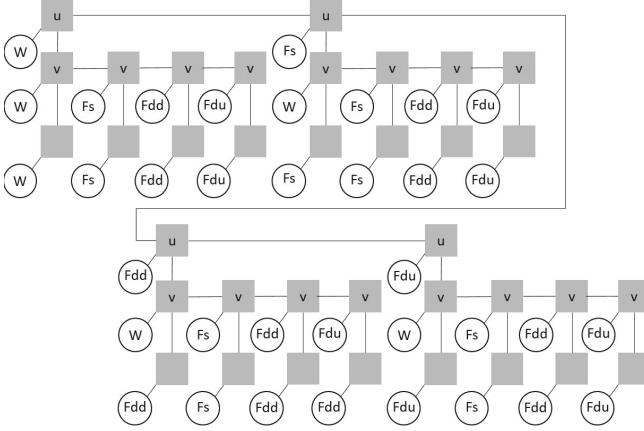 u u
W Fs
v v v v v v v v
W Fs Fdd Fdu W Fs Fdd Fdu
W Fs Fdd Fdu Fs Fs Fdd Fdu
u u
Fdd Fdu
v v v v v v v v
W Fs Fdd Fdu W Fs Fdd Fdu
Fdd Fs Fdd Fdd Fdu Fs Fdd Fdu